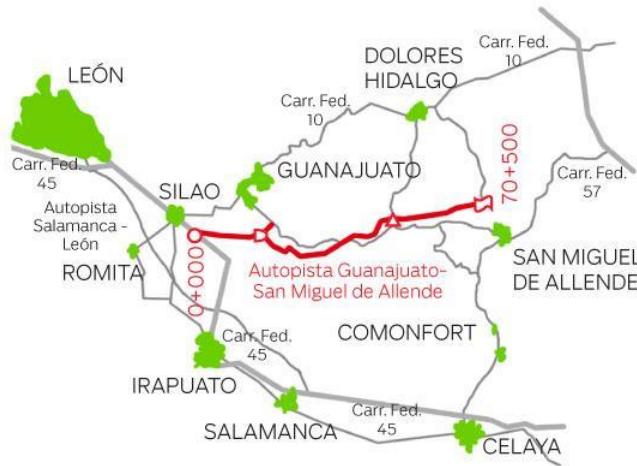 LEÓN
DOLORES
HIDALGO
Carr. Fed.
10
Carr. Fed.
10
GUANAJUATO
Carr. Fed.
45
SILAO
70+500
Carr. Fed.
57
Autopista
Salamanca -
León
ROMITA
0+000
Autopista Guanajuato-
San Miguel de Allende
SAN MIGUEL
DE ALLENDE
COMONFORT
Carr. Fed.
45
IRAPUATO
SALAMANCA
Carr. Fed.
45
CELAYA